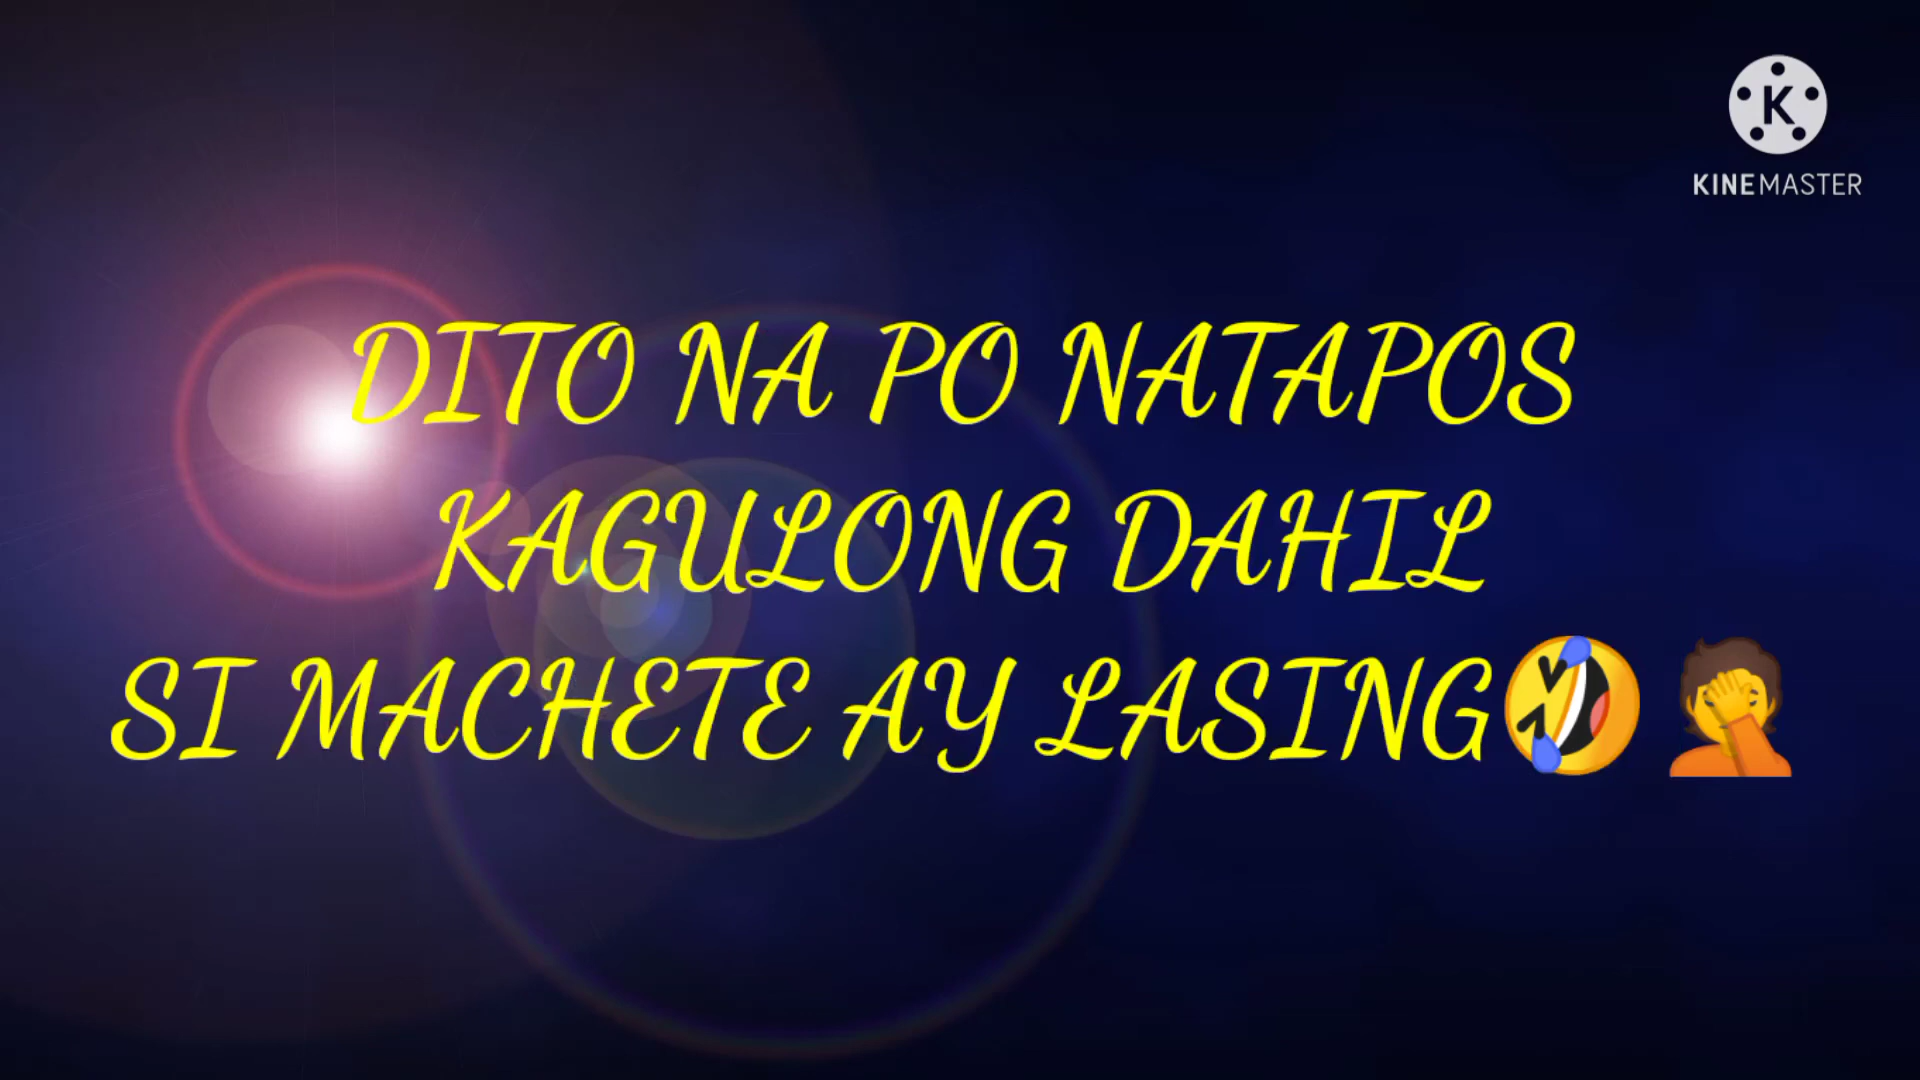 K
KINEMASTER
DITO NA PO NATAPOS
KAGULONG DAHIL
SI MACHETE AY LASING🤣🤦